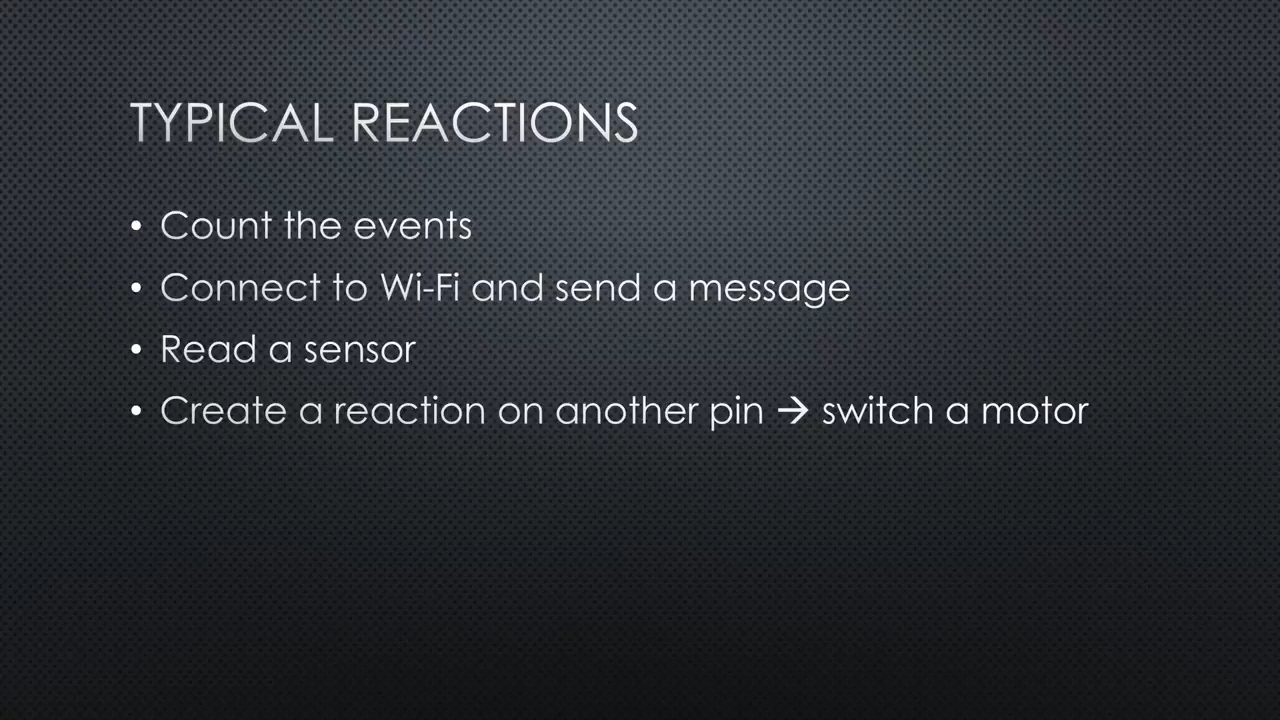 TYPICAL REACTIONS
• Count the events
• Connect to Wi-Fi and send a message
• Read a sensor
• Create a reaction on another pin → switch a motor